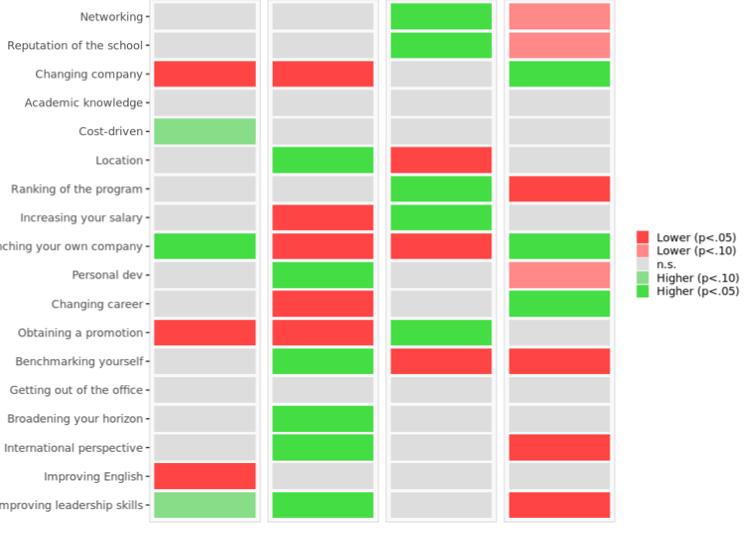 Networking
Reputation of the school
Changing company
Academic knowledge
Cost-driven
Location
Ranking of the program
Increasing your salary
ching your own company
Personal dev
Changing career
Obtaining a promotion
Benchmarking yourself
Getting out of the office
Broadening your horizon
International perspective
Improving English
mproving leadership skills
Lower (p<.05)
Lower (p<.10)
n.s.
Higher (p<.10)
Higher (p<.05)